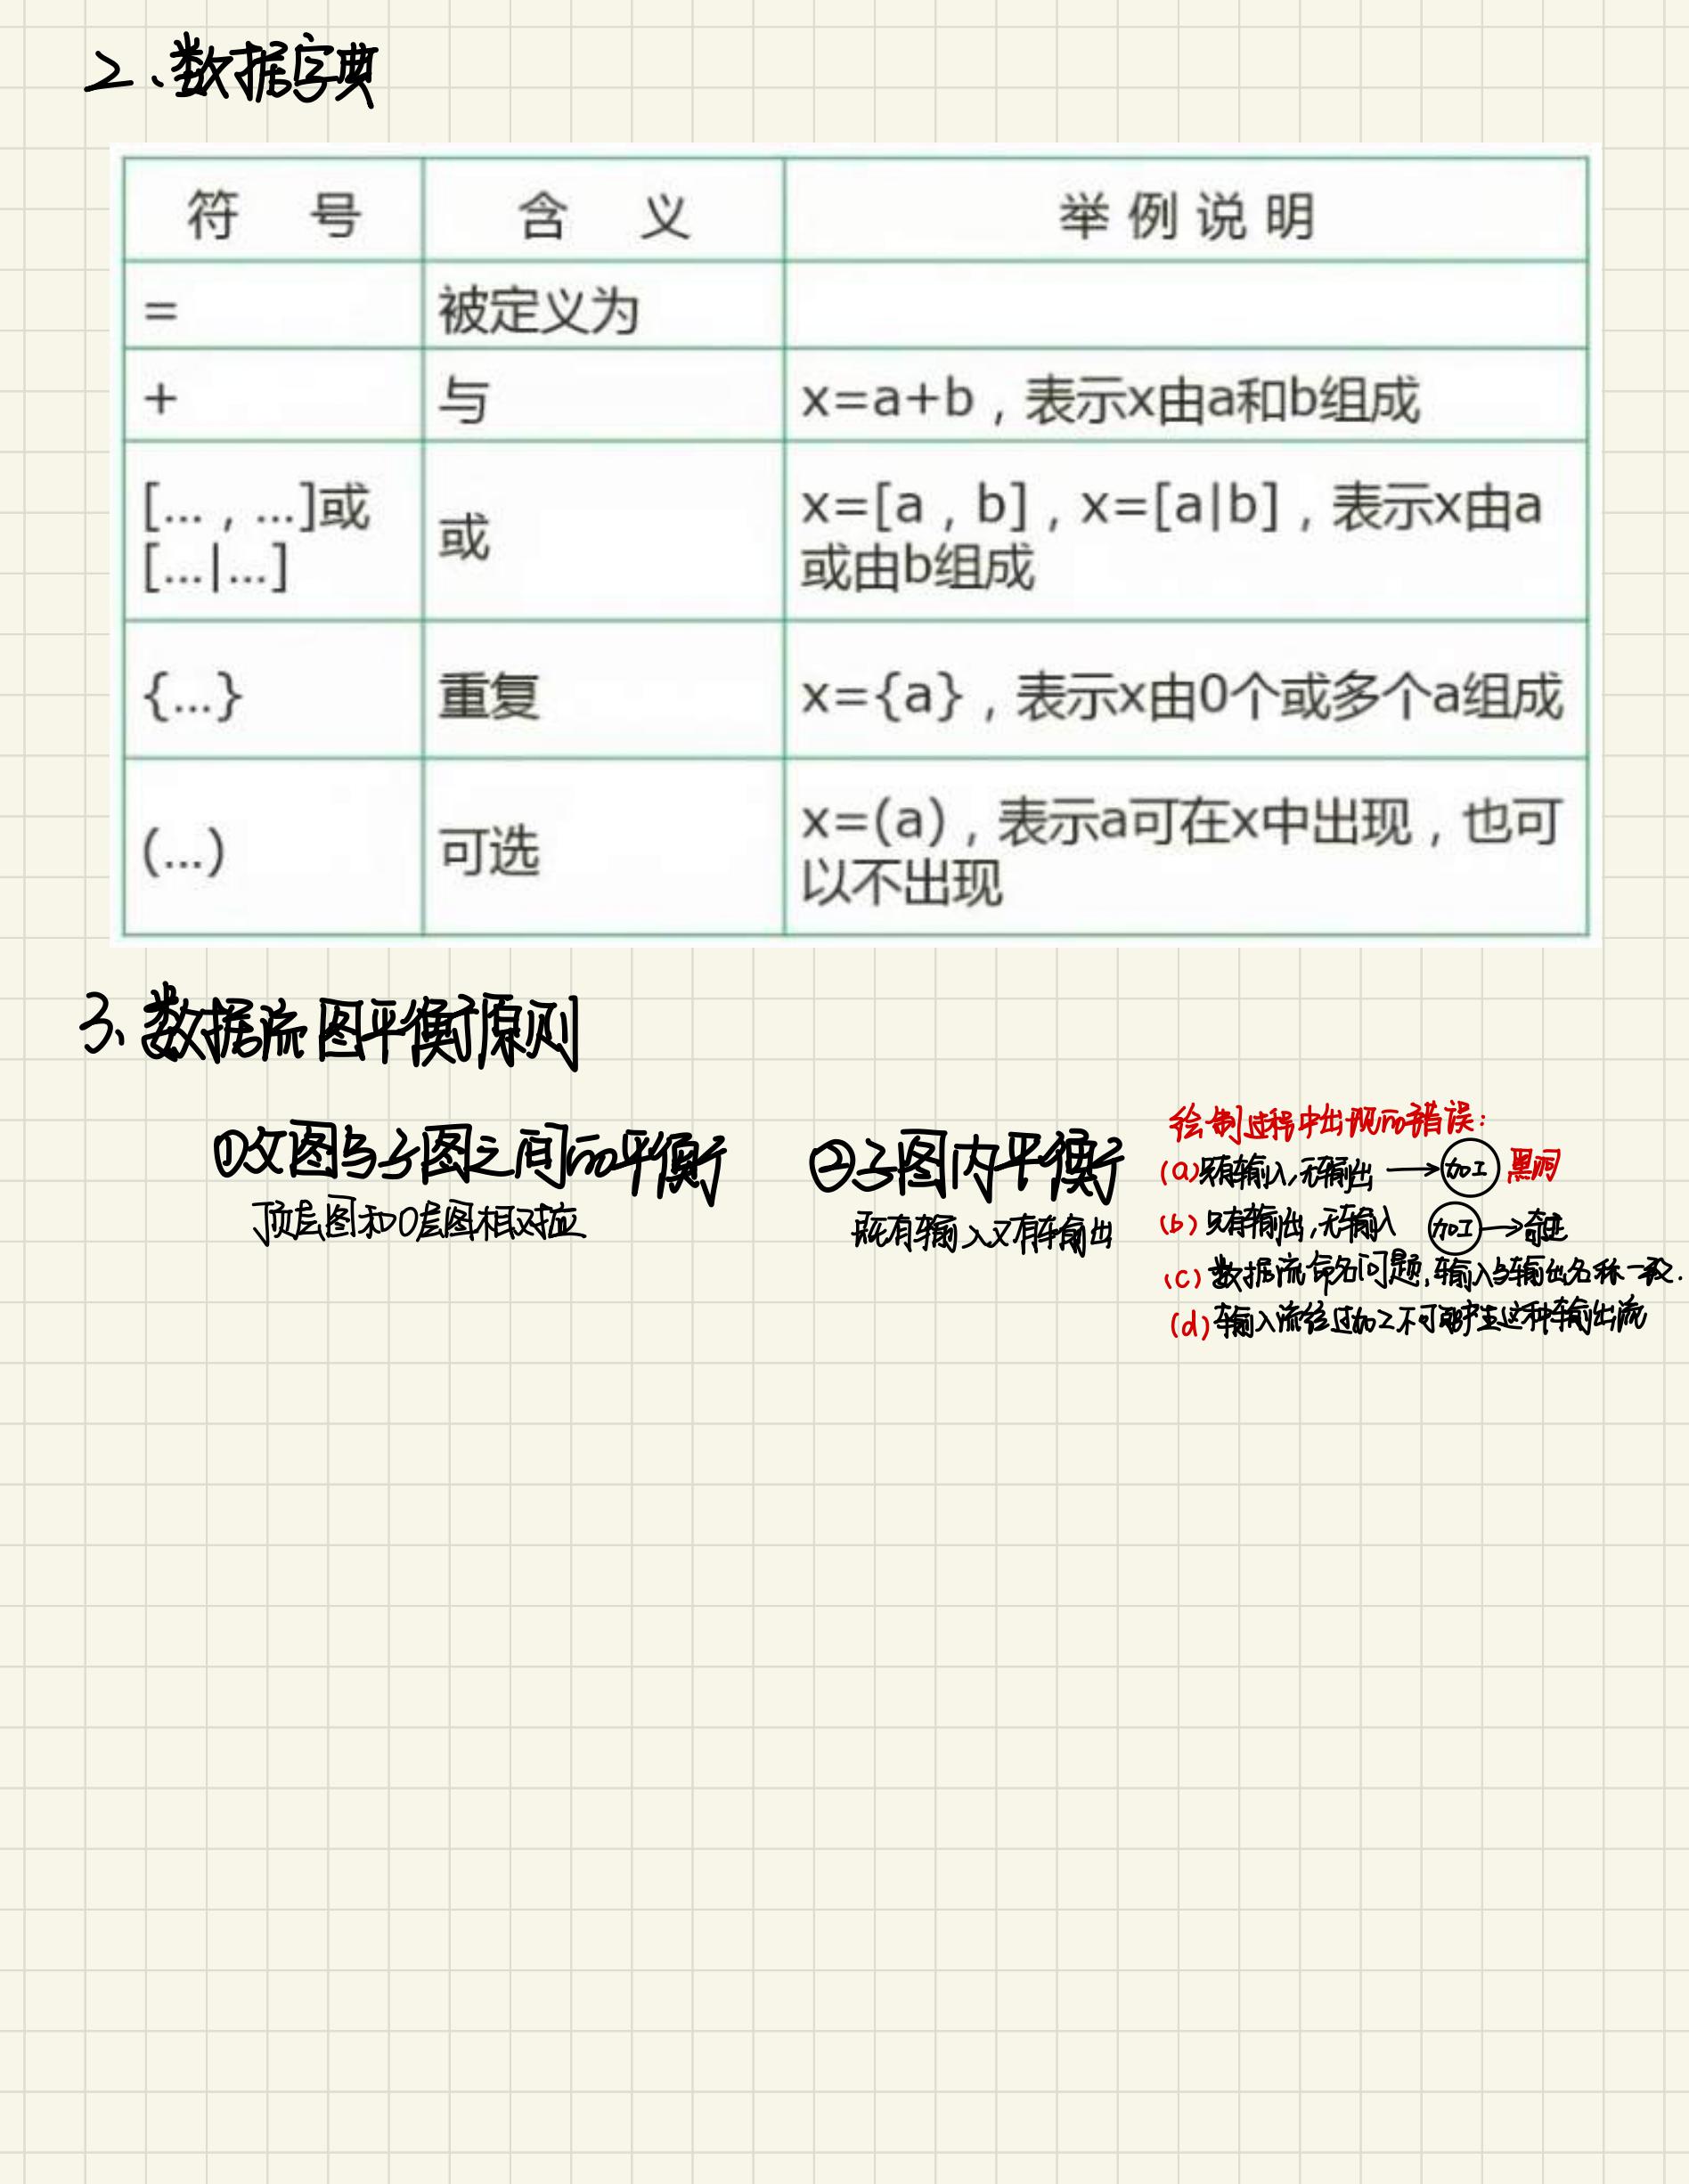 2、数据字典
符 号 含 义 举例说明
= 被定义为
+ 与 x=a+b，表示x由a和b组成
[…，…]或
[…|…]
或
x=[a，b]，x=[a|b]，表示x由a
或由b组成
{…} 重复 x={a}，表示x由0个或多个a组成
(…) 可选
x=(a)，表示a可在x中出现，也可
以不出现
3、数据流图平衡原则
①父图与子图之间的平衡
顶层图和0层图相对应
②子图内平衡
既有输入又有输出
绘制过程中出现的错误：
(a)只有输入，无输出 → 加工 黑洞
(b)只有输出，无输入 加工 → 奇迹
(c)数据流命名问题，输入与输出名称一致.
(d)输入流经过加工不可能产生这种输出流